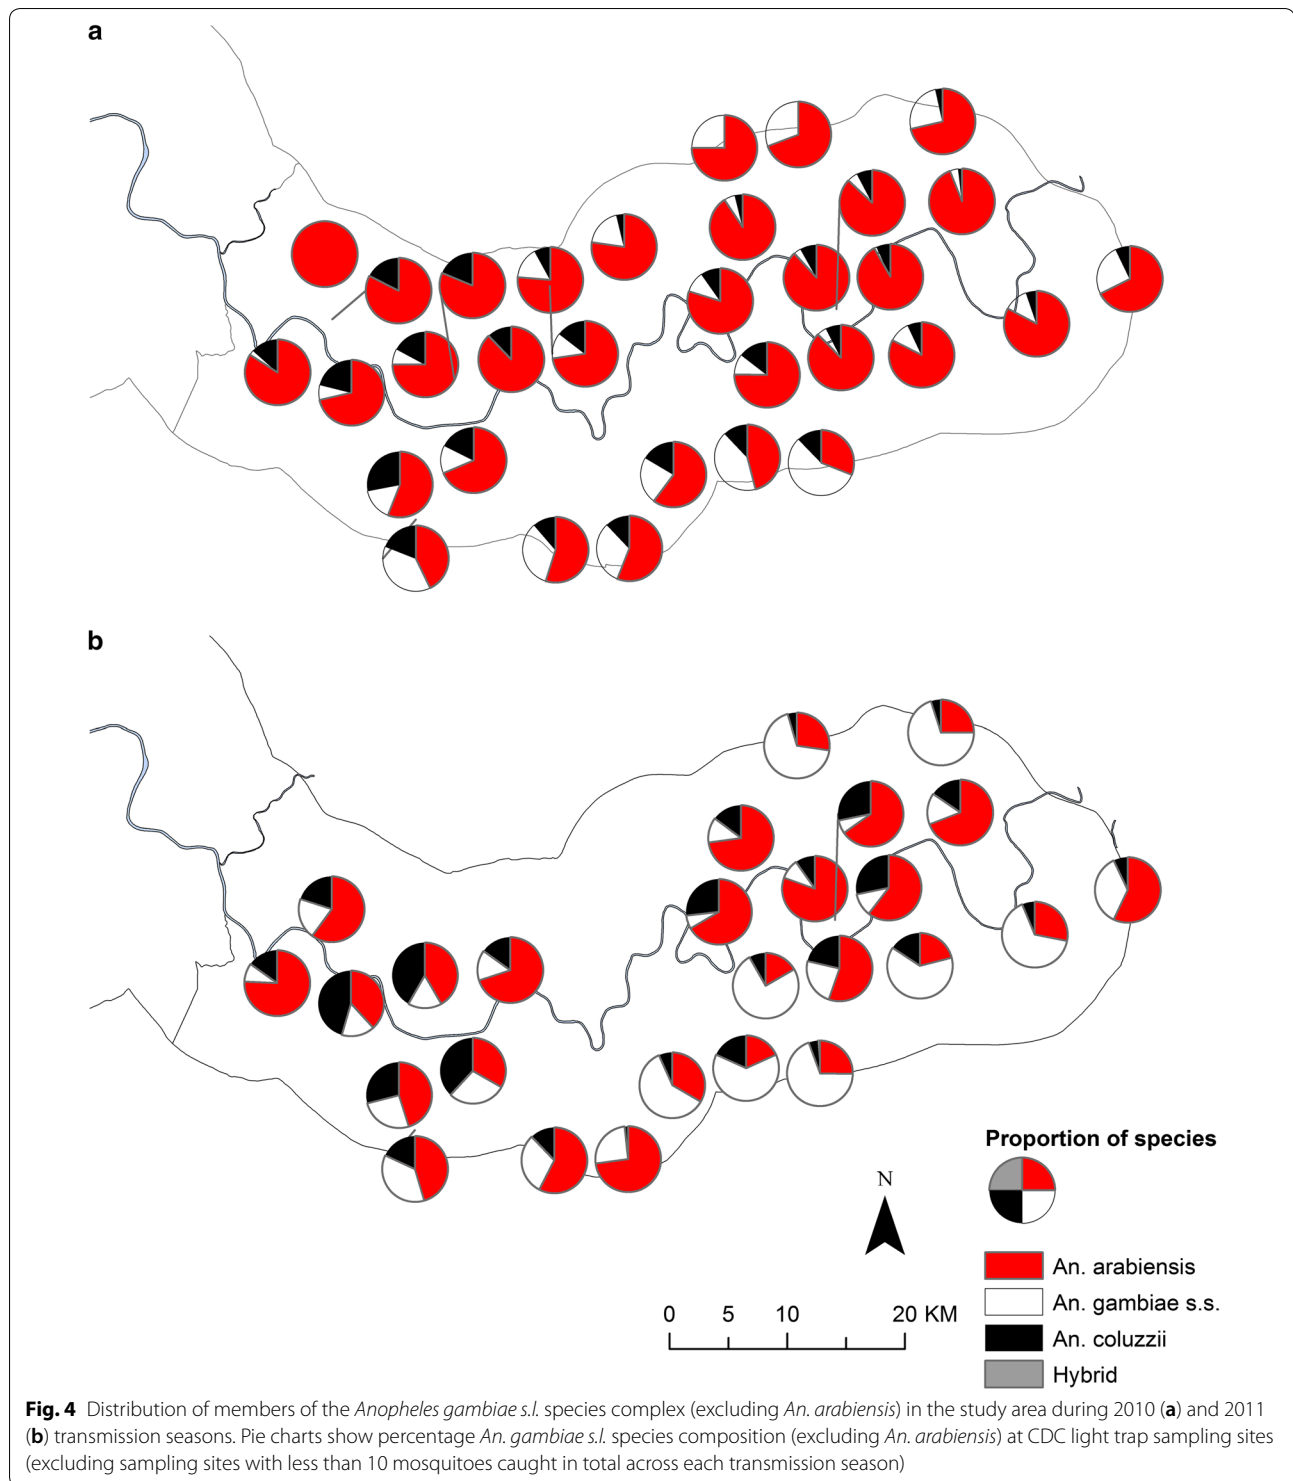 a
b
Proportion of species
N
An. arabiensis
An. gambiae s.s.
An. coluzzii
Hybrid
0 5 10 20 KM
Fig. 4 Distribution of members of the Anopheles gambiae s.l. species complex (excluding An. arabiensis) in the study area during 2010 (a) and 2011
(b) transmission seasons. Pie charts show percentage An. gambiae s.l. species composition (excluding An. arabiensis) at CDC light trap sampling sites
(excluding sampling sites with less than 10 mosquitoes caught in total across each transmission season)